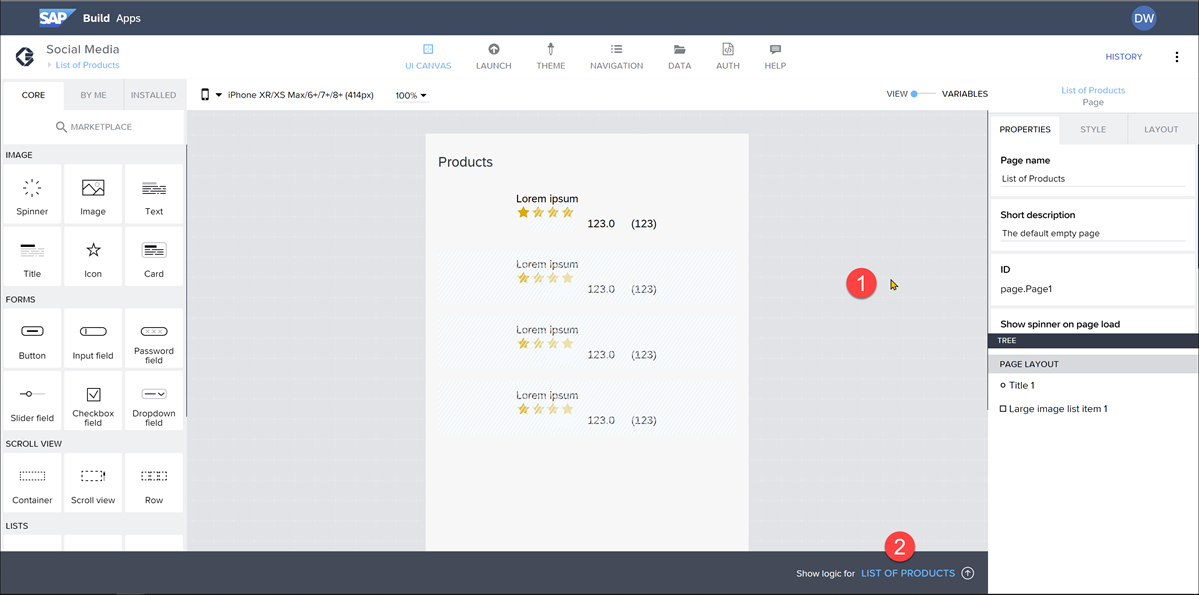 SAP Build Apps
DW
Social Media
List of Products
UI CANVAS
LAUNCH
THEME
NAVIGATION
DATA
AUTH
HELP
HISTORY
CORE
BY ME
INSTALLED
iPhone XR/XS Max/6+/7+/8+ (414px)
100%
VIEW
VARIABLES
List of Products
Page
MARKETPLACE
PROPERTIES
STYLE
LAYOUT
IMAGE
Spinner
Image
Text
Title
Icon
Card
FORMS
Button
Input field
Password
field
Slider field
Checkbox
field
Dropdown
field
SCROLL VIEW
Container
Scroll view
Row
LISTS
Products
Lorem ipsum
123.0 (123)
Lorem ipsum
123.0 (123)
Lorem ipsum
123.0 (123)
Lorem ipsum
123.0 (123)
1
2
Show logic for LIST OF PRODUCTS
Page name
List of Products
Short description
The default empty page
ID
page.Page1
Show spinner on page load
TREE
PAGE LAYOUT
Title 1
Large image list item 1